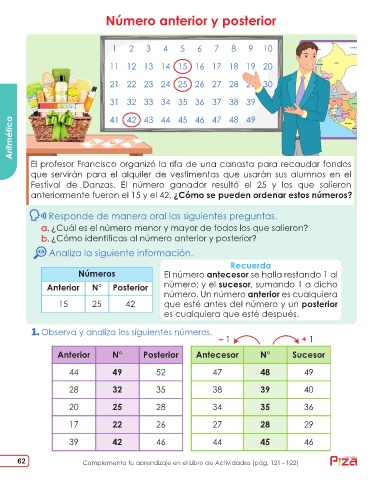 Número anterior y posterior
1 2 3 4 5 6 7 8 9 10
11 12 13 14 15 16 17 18 19 20
21 22 23 24 25 26 27 28 30
31 32 33 34 35 36 37 38 39
41 42 43 44 45 46 47 48 49
Aritmética
El profesor Francisco organizó la rifa de una canasta para recaudar fondos
que servirán para el alquiler de vestimentas que usarán sus alumnos en el
Festival de Danzas. El número ganador resultó el 25 y los que salieron
anteriormente fueron el 15 y el 42. ¿Cómo se pueden ordenar estos números?
Responde de manera oral las siguientes preguntas.
a. ¿Cuál es el número menor y mayor de todos los que salieron?
b. ¿Cómo identificas al número anterior y posterior?
Analiza la siguiente información.
Números
Anterior N° Posterior
15 25 42
Recuerda
El número antecesor se halla restando 1 al
número; y el sucesor, sumando 1 a dicho
número. Un número anterior es cualquiera
que esté antes del número y un posterior
es cualquiera que esté después.
1. Observa y analiza los siguientes números.
– 1 + 1
Anterior N° Posterior
44 49 52
28 32 35
20 25 28
17 22 26
39 42 46
Antecesor N° Sucesor
47 48 49
38 39 40
34 35 36
27 28 29
44 45 46
62
Complementa tu aprendizaje en el Libro de Actividades (pág. 121 - 122)